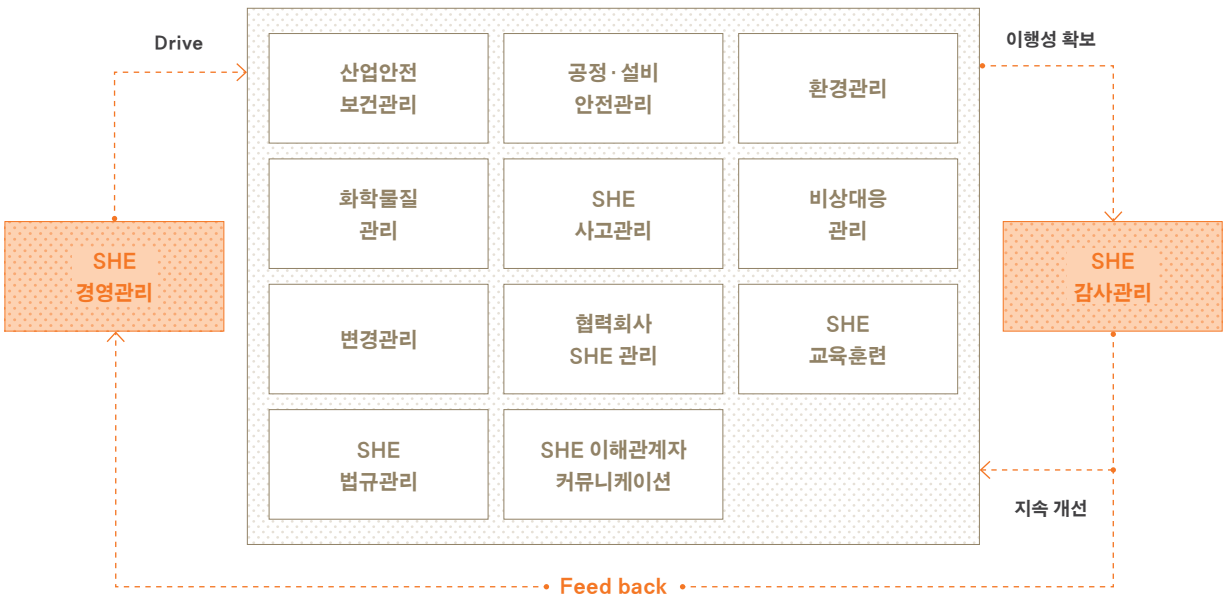 Drive
이행성 확보
산업안전
보건관리
공정·설비
안전관리
환경관리
화학물질
관리
SHE
사고관리
비상대응
관리
SHE
경영관리
SHE
감사관리
변경관리
협력회사
SHE 관리
SHE
교육훈련
SHE
법규관리
SHE 이해관계자
커뮤니케이션
지속 개선
Feed back